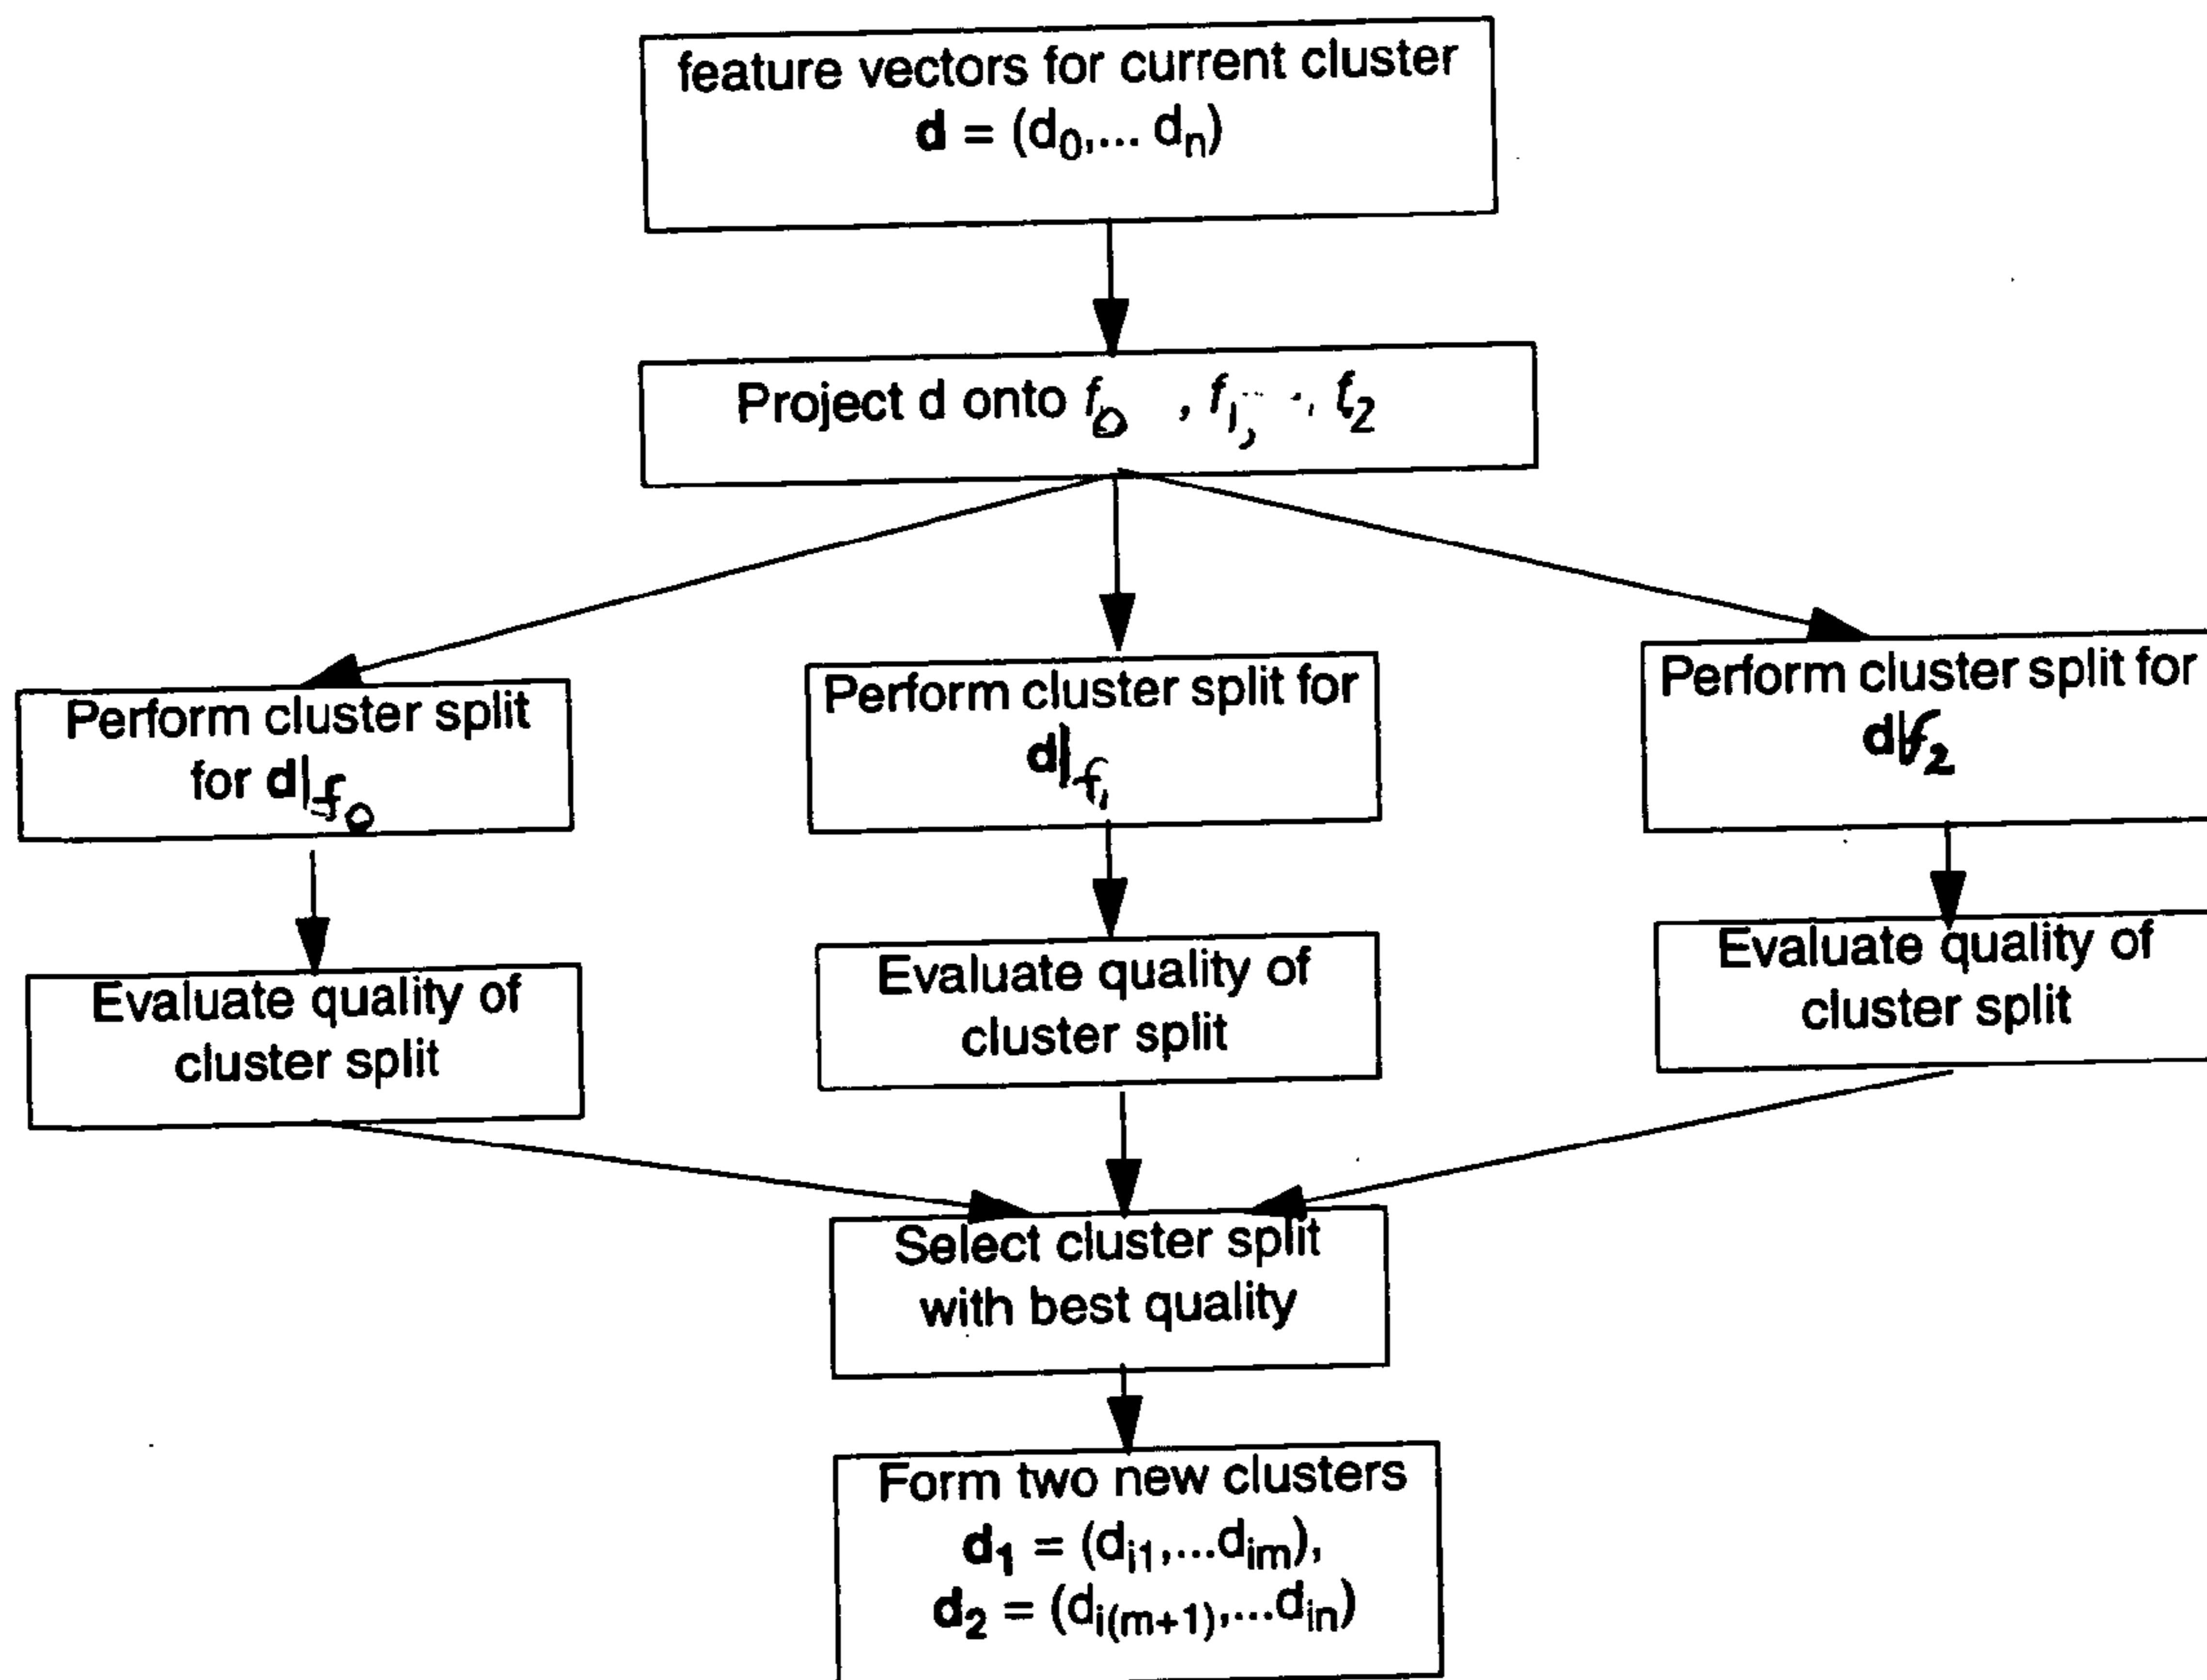 feature vectors for current cluster
d = (d₀,... dₙ)
Project d onto f₀ , f₁, ., f₂
Perform cluster split
for d|f₀
Perform cluster split for
d|f₁
Perform cluster split for
d|f₂
Evaluate quality of
cluster split
Evaluate quality of
cluster split
Evaluate quality of
cluster split
Select cluster split
with best quality
Form two new clusters
d₁ = (dᵢ₁,...dᵢₘ),
d₂ = (dᵢ₍ₘ₊₁₎,...dᵢₙ)